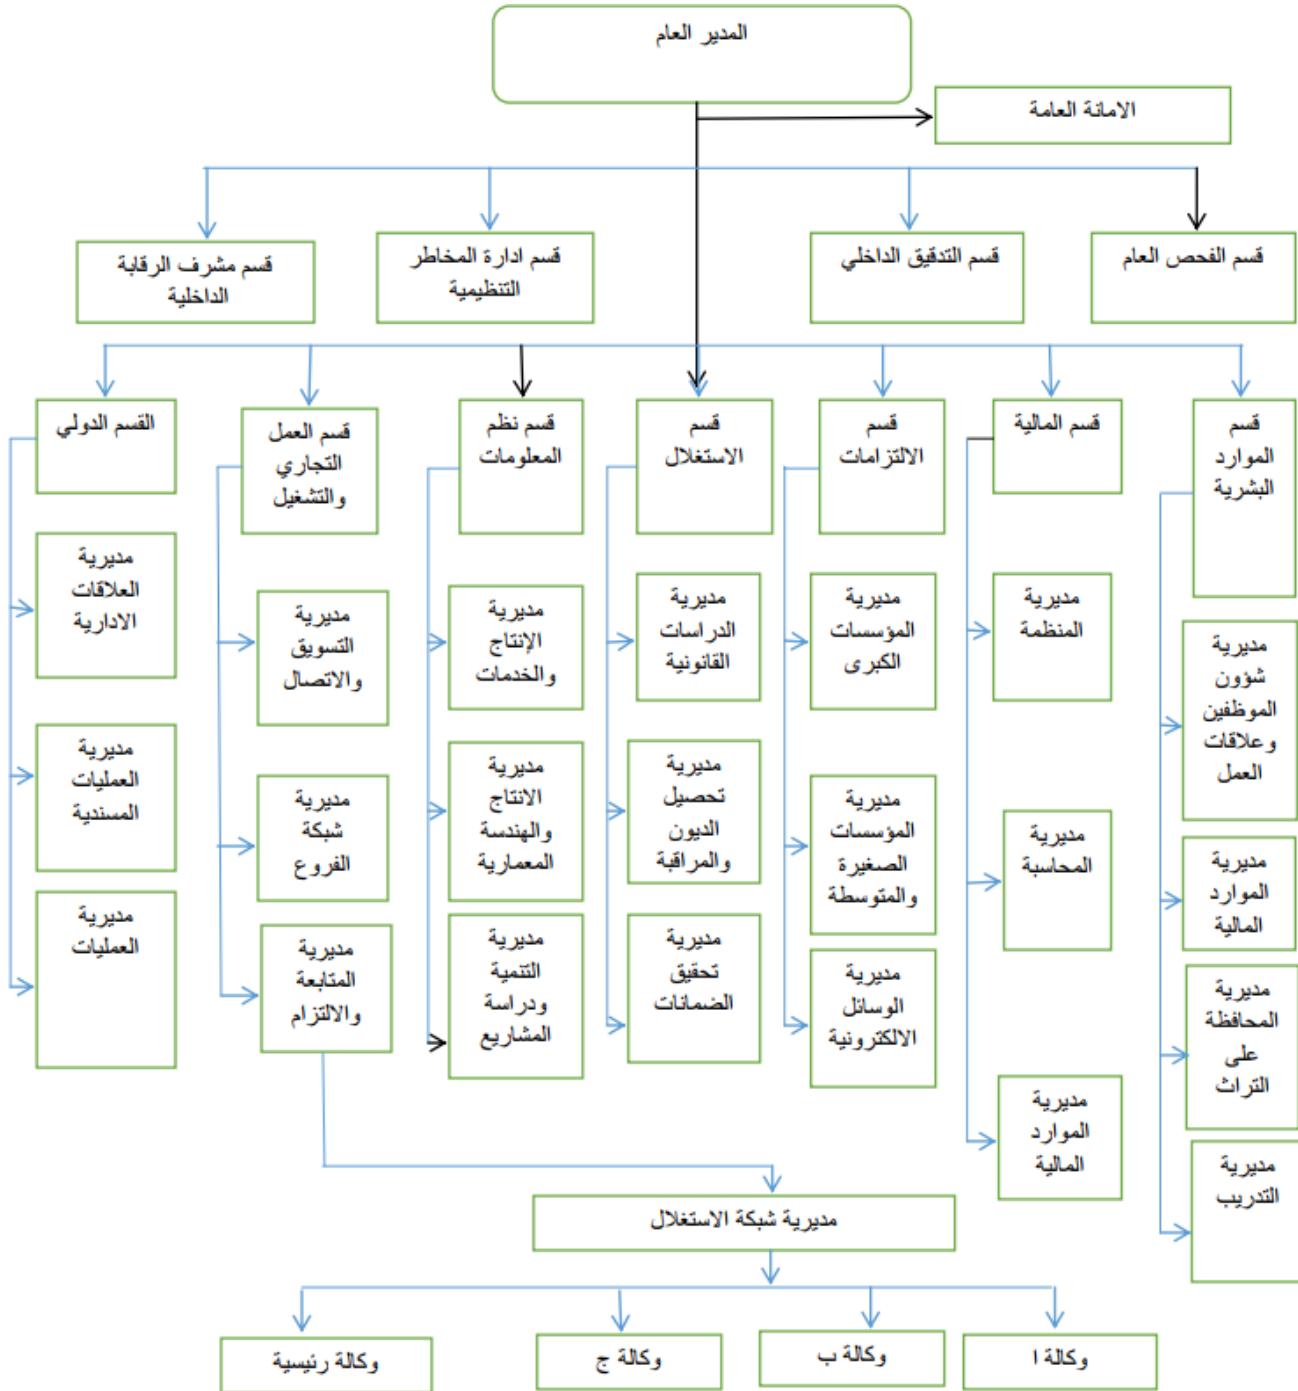 المدير العام
الامانة العامة
قسم الفحص العام
قسم التدقيق الداخلي
قسم ادارة المخاطر
التنظيمية
قسم مشرف الرقابة
الداخلية
قسم
الموارد
البشرية
قسم المالية
قسم
الالتزامات
قسم
الاستغلال
قسم نظم
المعلومات
قسم العمل
التجاري
والتشغيل
القسم الدولي
مديرية
شؤون
الموظفين
وعلاقات
العمل
مديرية
الموارد
المالية
مديرية
المحافظة
على
التراث
مديرية
التدريب
مديرية
المنظمة
مديرية
المحاسبة
مديرية
الموارد
المالية
مديرية
المؤسسات
الكبرى
مديرية
المؤسسات
الصغيرة
والمتوسطة
مديرية
الوسائل
الالكترونية
مديرية
الدراسات
القانونية
مديرية
تحصيل
الديون
والمراقبة
مديرية
تحقيق
الضمانات
مديرية
الإنتاج
والخدمات
مديرية
الانتاج
والهندسة
المعمارية
مديرية
التنمية
ودراسة
المشاريع
مديرية
التسويق
والاتصال
مديرية
شبكة
الفروع
مديرية
المتابعة
والالتزام
مديرية
العلاقات
الادارية
مديرية
العمليات
المسندية
مديرية
العمليات
مديرية شبكة الاستغلال
وكالة ا
وكالة ب
وكالة ج
وكالة رئيسية